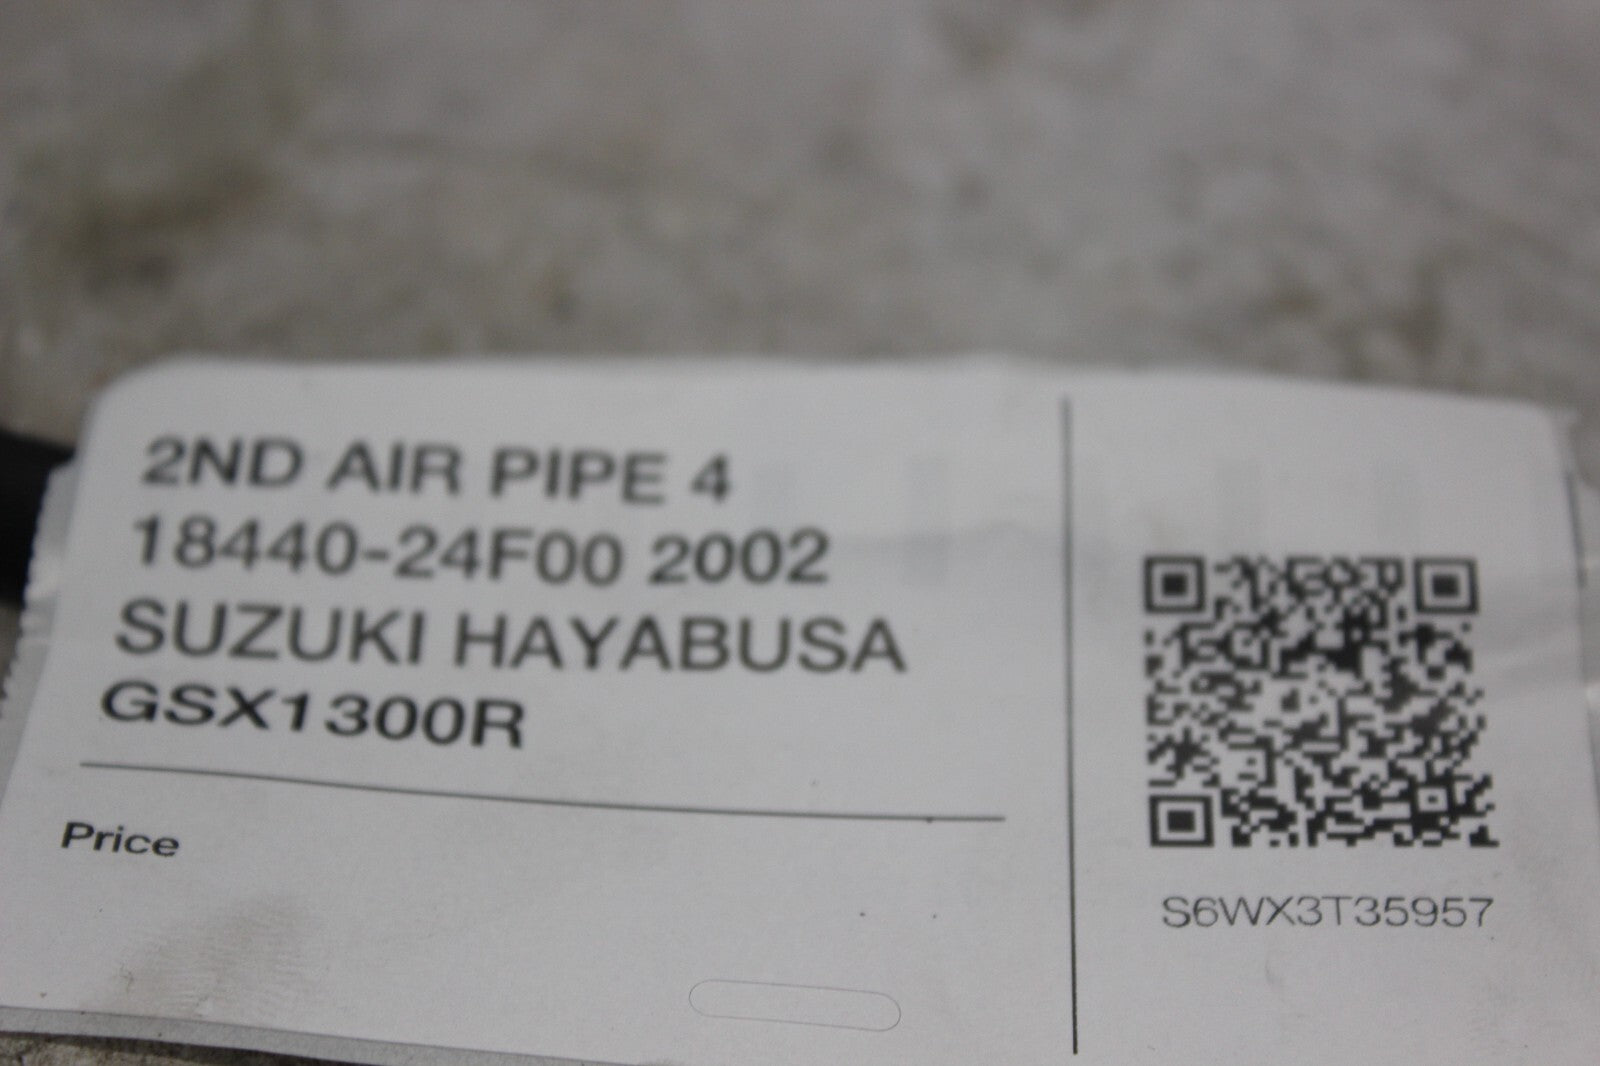 2ND AIR PIPE 4
18440-24F00 2002
SUZUKI HAYABUSA
GSX1300R
Price
S6WX3T35957